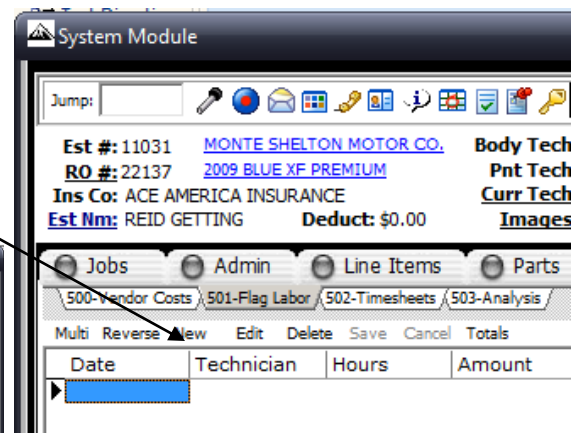 System Module
Jump:
Est #: 11031 MONTE SHELTON MOTOR CO. Body Tech
RO #: 22137 2009 BLUE XF PREMIUM Pnt Tech
Ins Co: ACE AMERICA INSURANCE Curr Tech
Est Nm: REID GETTING Deduct: $0.00 Images
Jobs Admin Line Items Parts
500-Vendor Costs 501-Flag Labor 502-Timesheets 503-Analysis
Multi Reverse New Edit Delete Save Cancel Totals
Date Technician Hours Amount